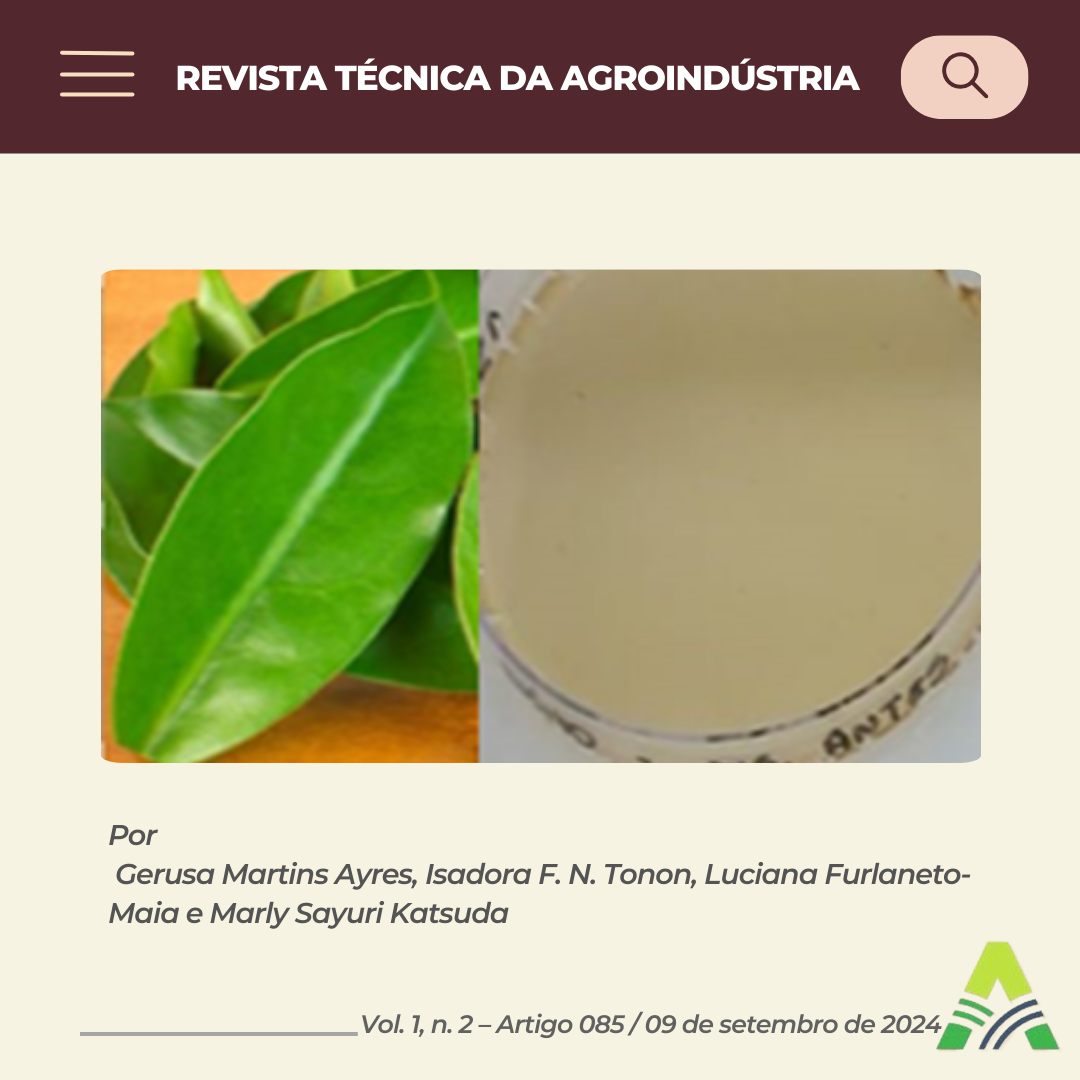 REVISTA TÉCNICA DA AGROINDÚSTRIA
ANTES
Por
Gerusa Martins Ayres, Isadora F. N. Tonon, Luciana Furlaneto-
Maia e Marly Sayuri Katsuda
Vol. 1, n. 2 – Artigo 085 / 09 de setembro de 2024